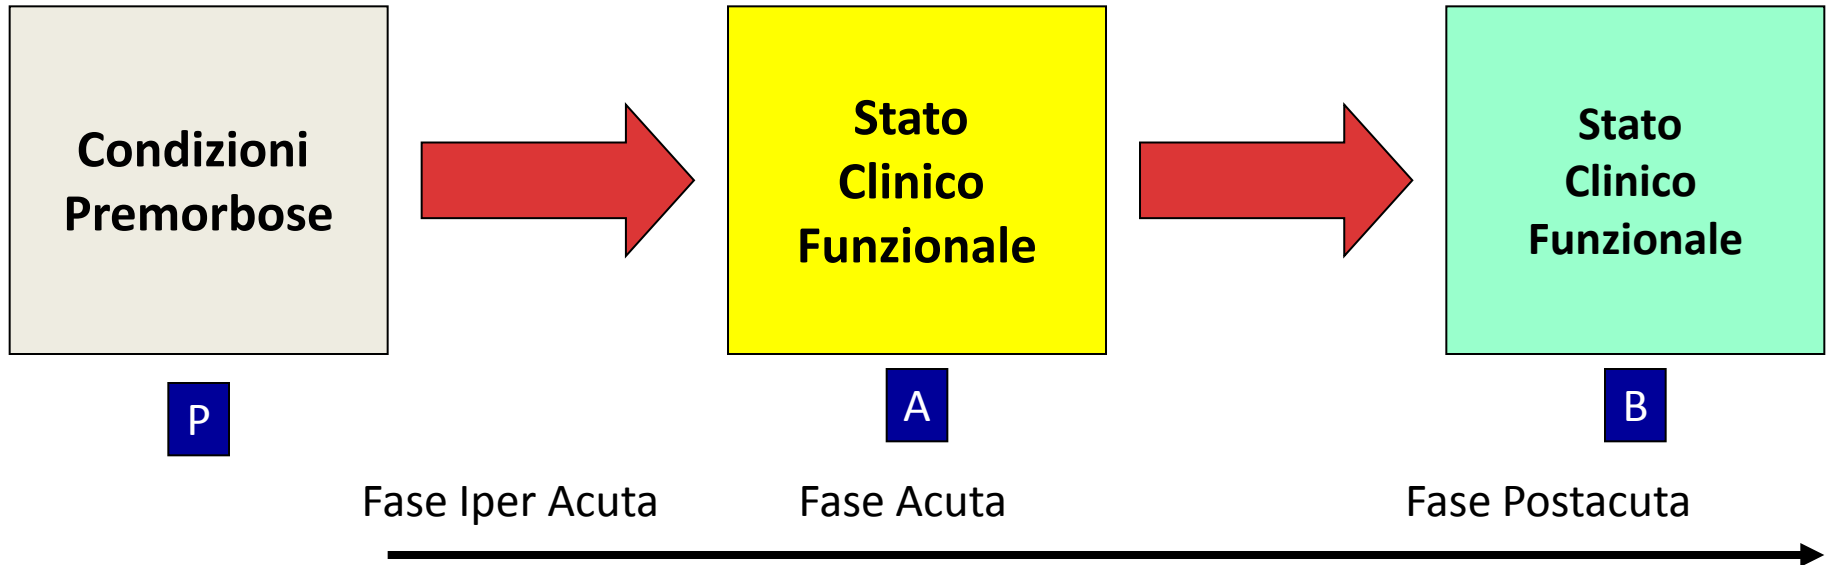 Condizioni
Premorbose
Stato
Clinico
Funzionale
Stato
Clinico
Funzionale
P
A
B
Fase Iper Acuta
Fase Acuta
Fase Postacuta